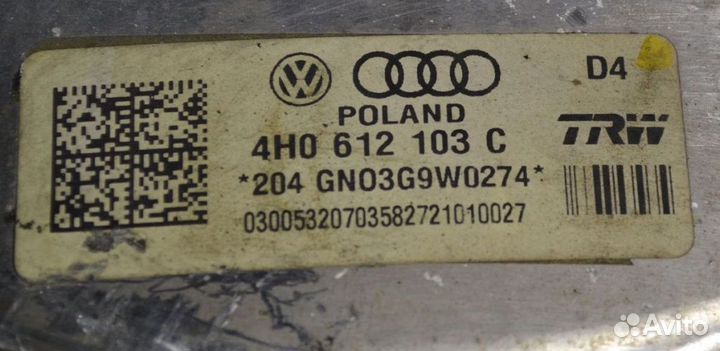 D4
POLAND
4H0 612 103 C
TRW
*204 GN03G9W0274*
03005320703582721010027
Avito